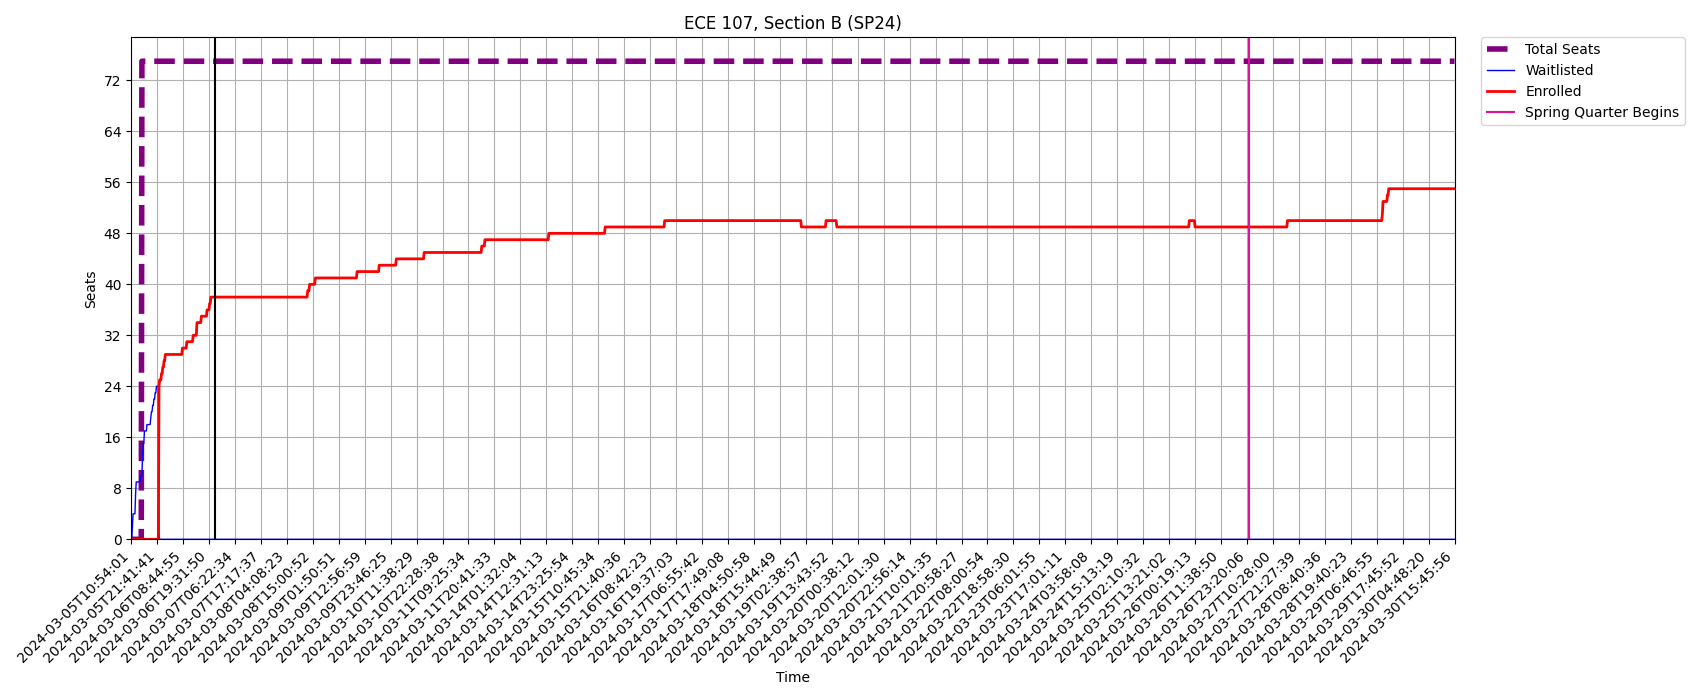 ECE 107, Section B (SP24)
Total Seats
Waitlisted
Enrolled
Spring Quarter Begins
Seats
72
64
56
48
40
32
24
16
8
0
2024-03-05T10:54:01
2024-03-05T21:41:41
2024-03-06T08:44:55
2024-03-06T19:31:50
2024-03-07T06:22:34
2024-03-07T17:17:37
2024-03-08T04:08:23
2024-03-08T15:00:52
2024-03-09T01:50:51
2024-03-09T12:56:59
2024-03-09T23:46:25
2024-03-10T11:38:29
2024-03-10T22:28:38
2024-03-11T09:25:34
2024-03-11T20:41:33
2024-03-14T01:32:04
2024-03-14T12:31:13
2024-03-14T23:25:54
2024-03-15T10:45:34
2024-03-15T21:40:36
2024-03-16T08:42:23
2024-03-16T19:37:03
2024-03-17T06:55:42
2024-03-17T17:49:08
2024-03-18T04:50:58
2024-03-18T15:44:49
2024-03-19T02:38:57
2024-03-19T13:43:52
2024-03-20T00:38:12
2024-03-20T12:01:30
2024-03-20T22:56:14
2024-03-21T10:01:35
2024-03-21T20:58:27
2024-03-22T08:00:54
2024-03-22T18:58:30
2024-03-23T06:01:55
2024-03-23T17:01:11
2024-03-24T03:58:08
2024-03-24T15:13:19
2024-03-25T02:10:32
2024-03-25T13:21:02
2024-03-26T00:19:13
2024-03-26T11:38:50
2024-03-26T23:20:06
2024-03-27T10:28:00
2024-03-27T21:27:39
2024-03-28T08:40:36
2024-03-28T19:40:23
2024-03-29T06:46:55
2024-03-29T17:45:52
2024-03-30T04:48:20
2024-03-30T15:45:56
Time